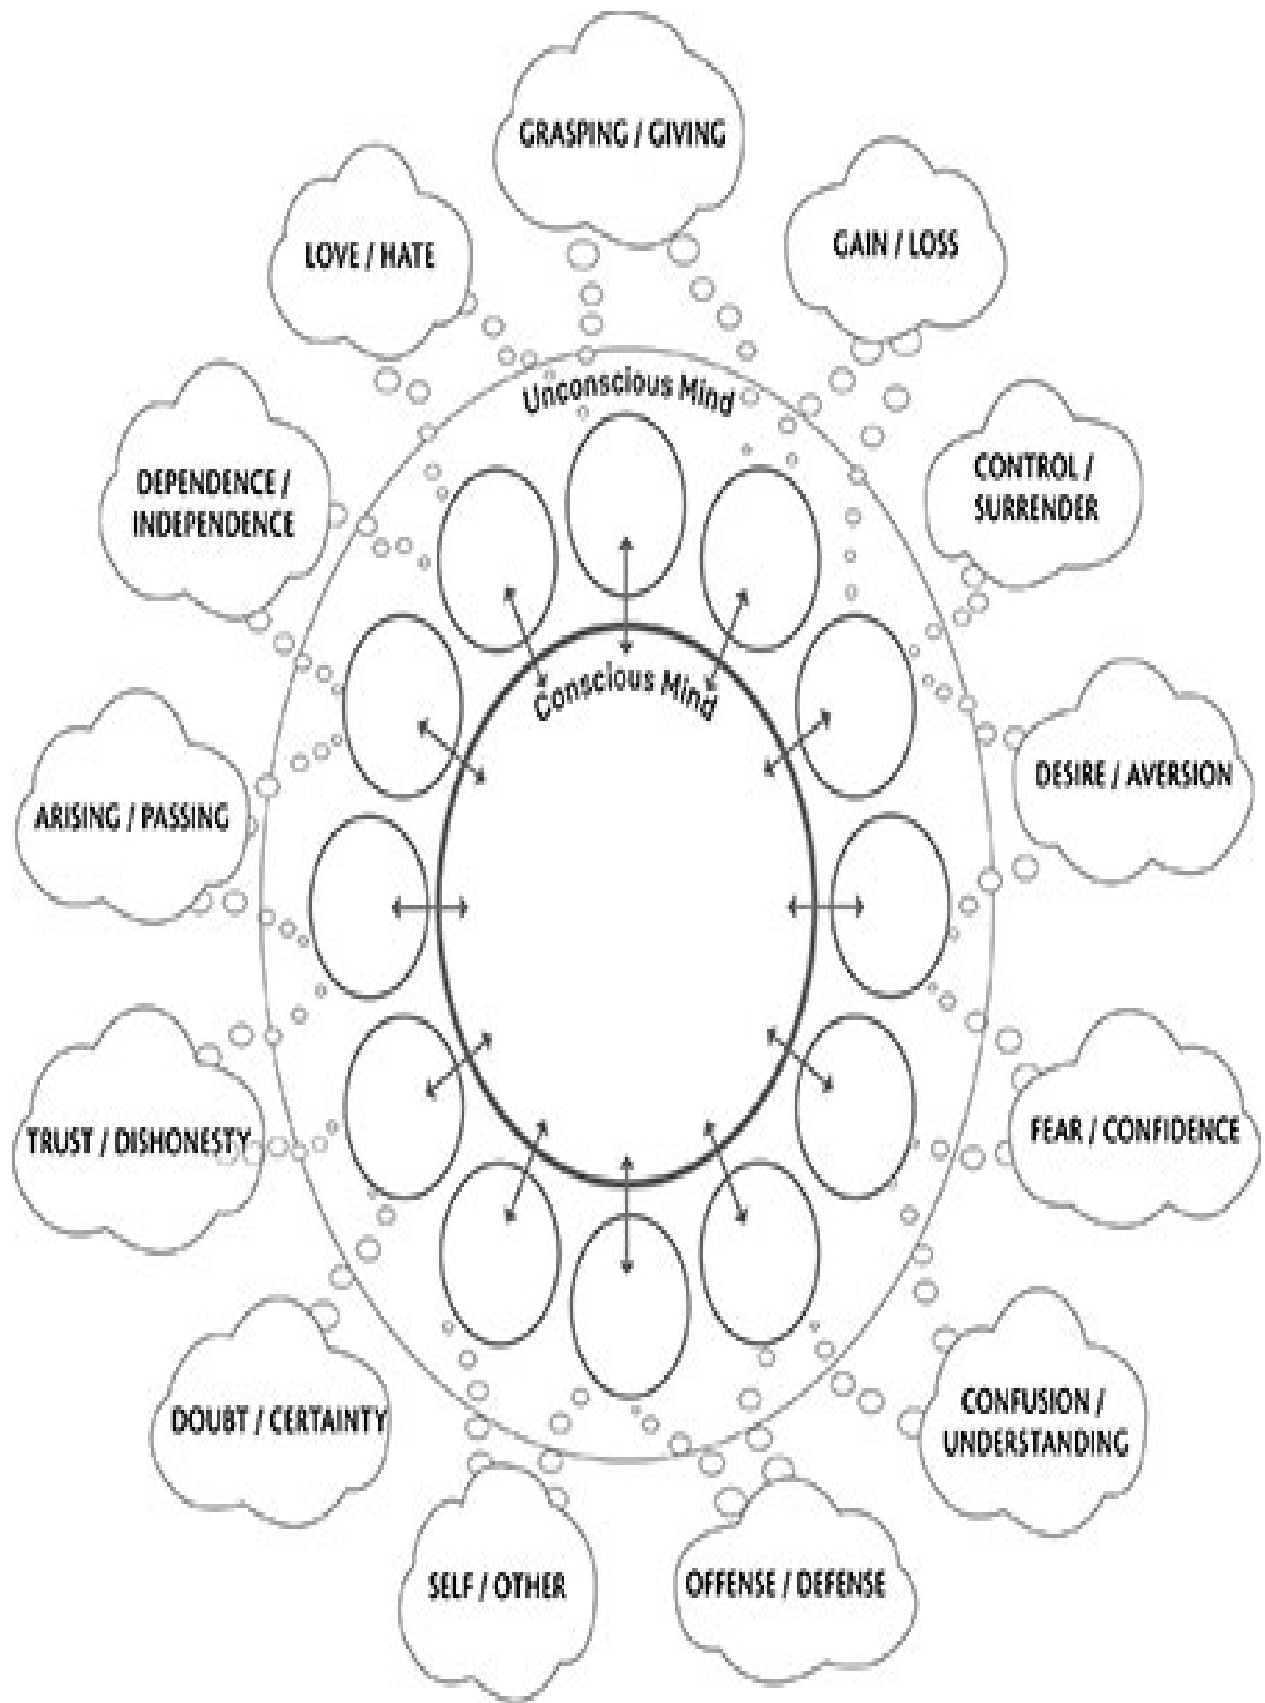 GRASPING / GIVING
LOVE / HATE
GAIN / LOSS
Unconscious Mind
DEPENDENCE /
INDEPENDENCE
CONTROL /
SURRENDER
Conscious Mind
ARISING / PASSING
DESIRE / AVERSION
TRUST / DISHONESTY
FEAR / CONFIDENCE
DOUBT / CERTAINTY
CONFUSION /
UNDERSTANDING
SELF / OTHER
OFFENSE / DEFENSE